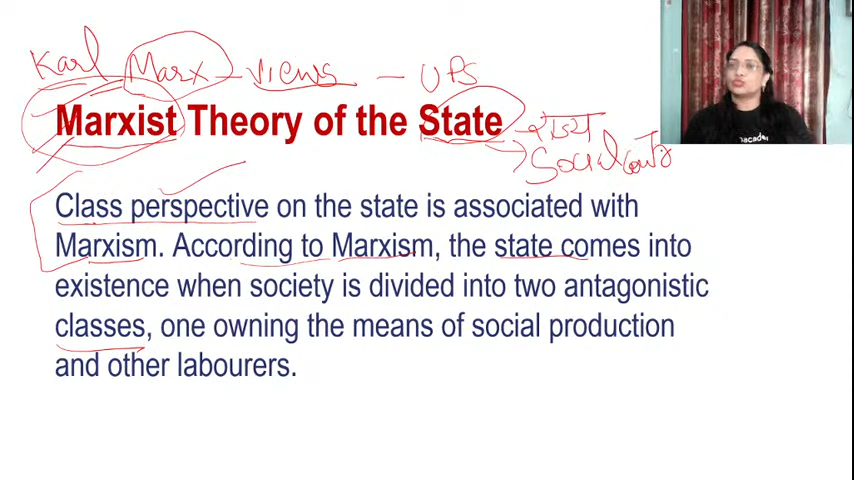 Karl Marx - views - UPS
Marxist Theory of the State
राज्य
Social
Class perspective on the state is associated with
Marxism. According to Marxism, the state comes into
existence when society is divided into two antagonistic
classes, one owning the means of social production
and other labourers.